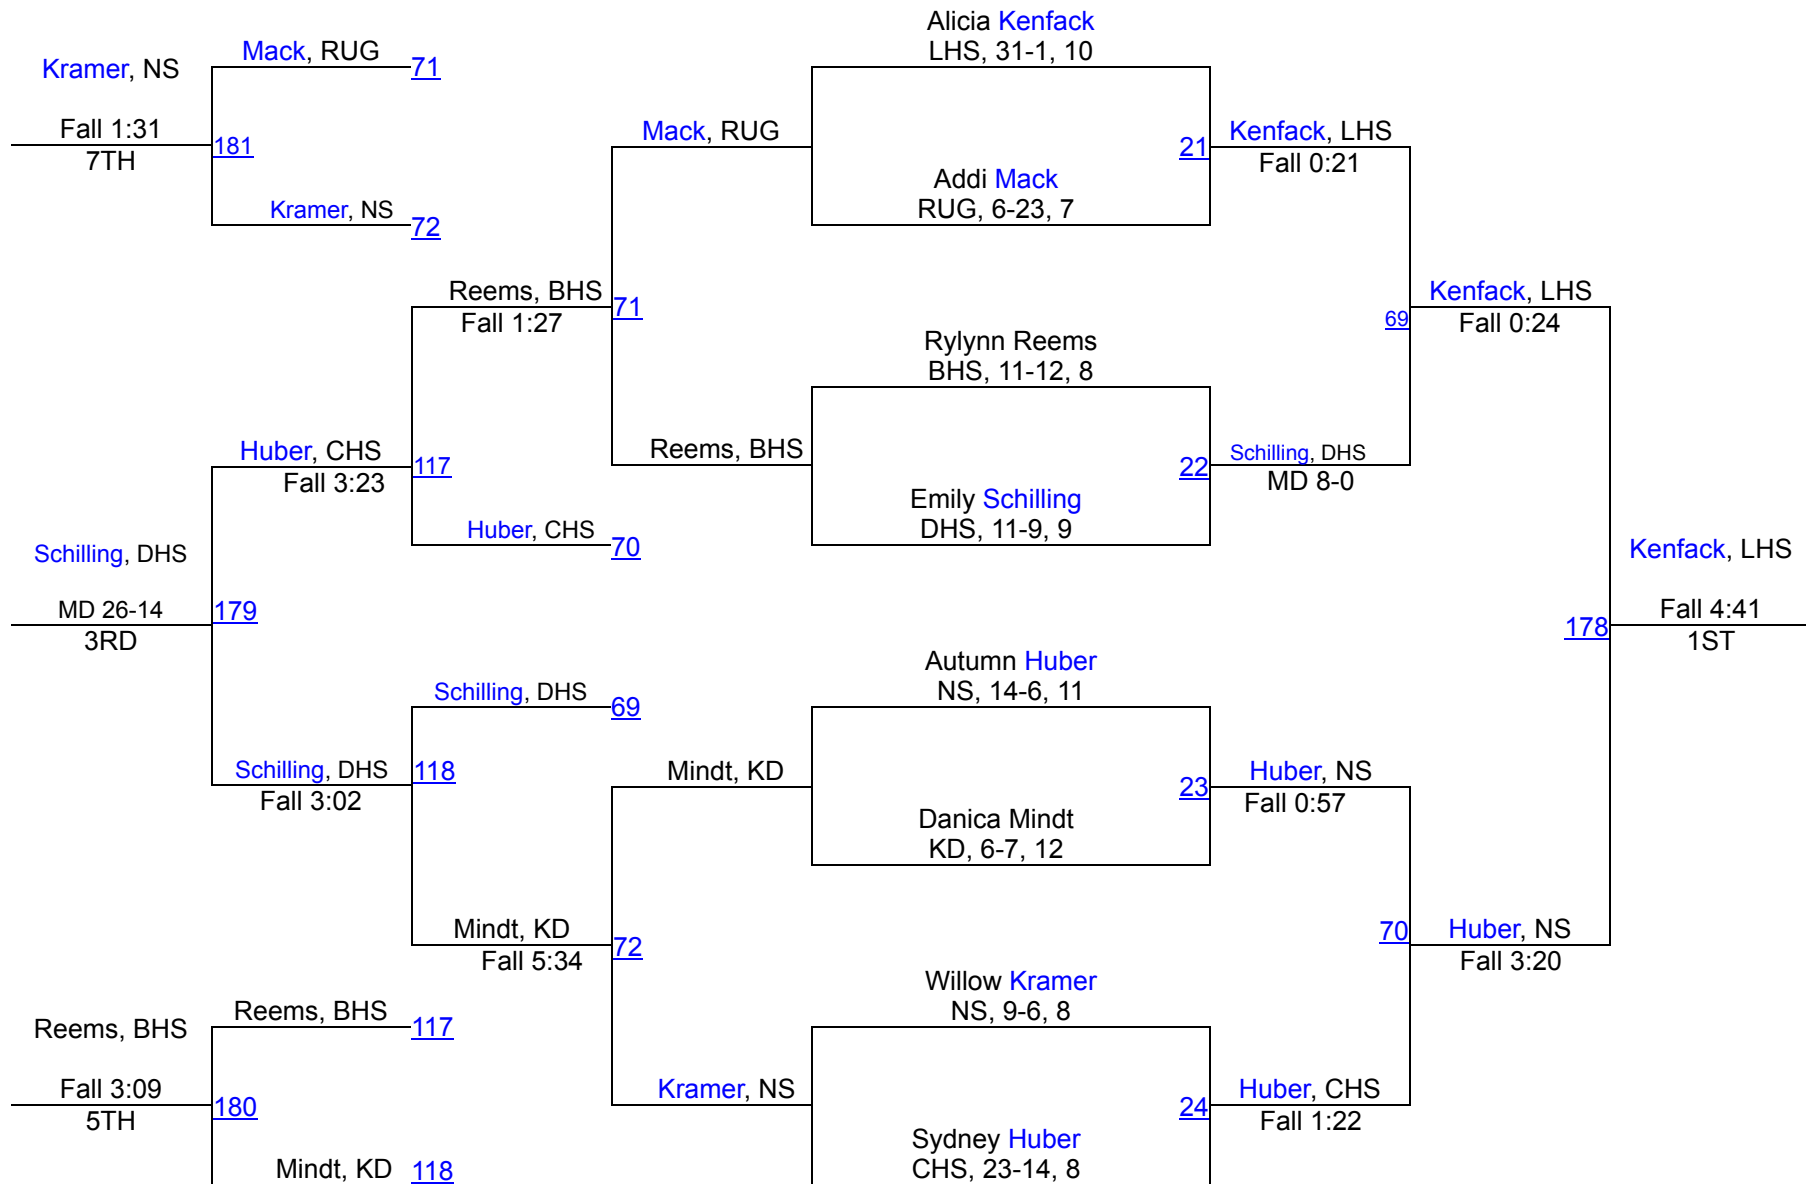 Alicia Kenfack
LHS, 31-1, 10
Mack, RUG
71
Kramer, NS
Fall 1:31
7TH
181
Kramer, NS
72
Mack, RUG
21
Kenfack, LHS
Fall 0:21
Addi Mack
RUG, 6-23, 7
Reems, BHS
Fall 1:27
71
Kenfack, LHS
Fall 0:24
69
Rylynn Reems
BHS, 11-12, 8
Huber, CHS
Fall 3:23
117
Reems, BHS
22
Schilling, DHS
MD 8-0
Emily Schilling
DHS, 11-9, 9
Huber, CHS
70
Schilling, DHS
MD 26-14
3RD
179
Kenfack, LHS
Fall 4:41
1ST
178
Autumn Huber
NS, 14-6, 11
Schilling, DHS
69
Schilling, DHS
Fall 3:02
118
Mindt, KD
23
Huber, NS
Fall 0:57
Danica Mindt
KD, 6-7, 12
Mindt, KD
Fall 5:34
72
70
Huber, NS
Fall 3:20
Willow Kramer
NS, 9-6, 8
Reems, BHS
117
Reems, BHS
Fall 3:09
5TH
180
Kramer, NS
24
Huber, CHS
Fall 1:22
Sydney Huber
CHS, 23-14, 8
Mindt, KD
118